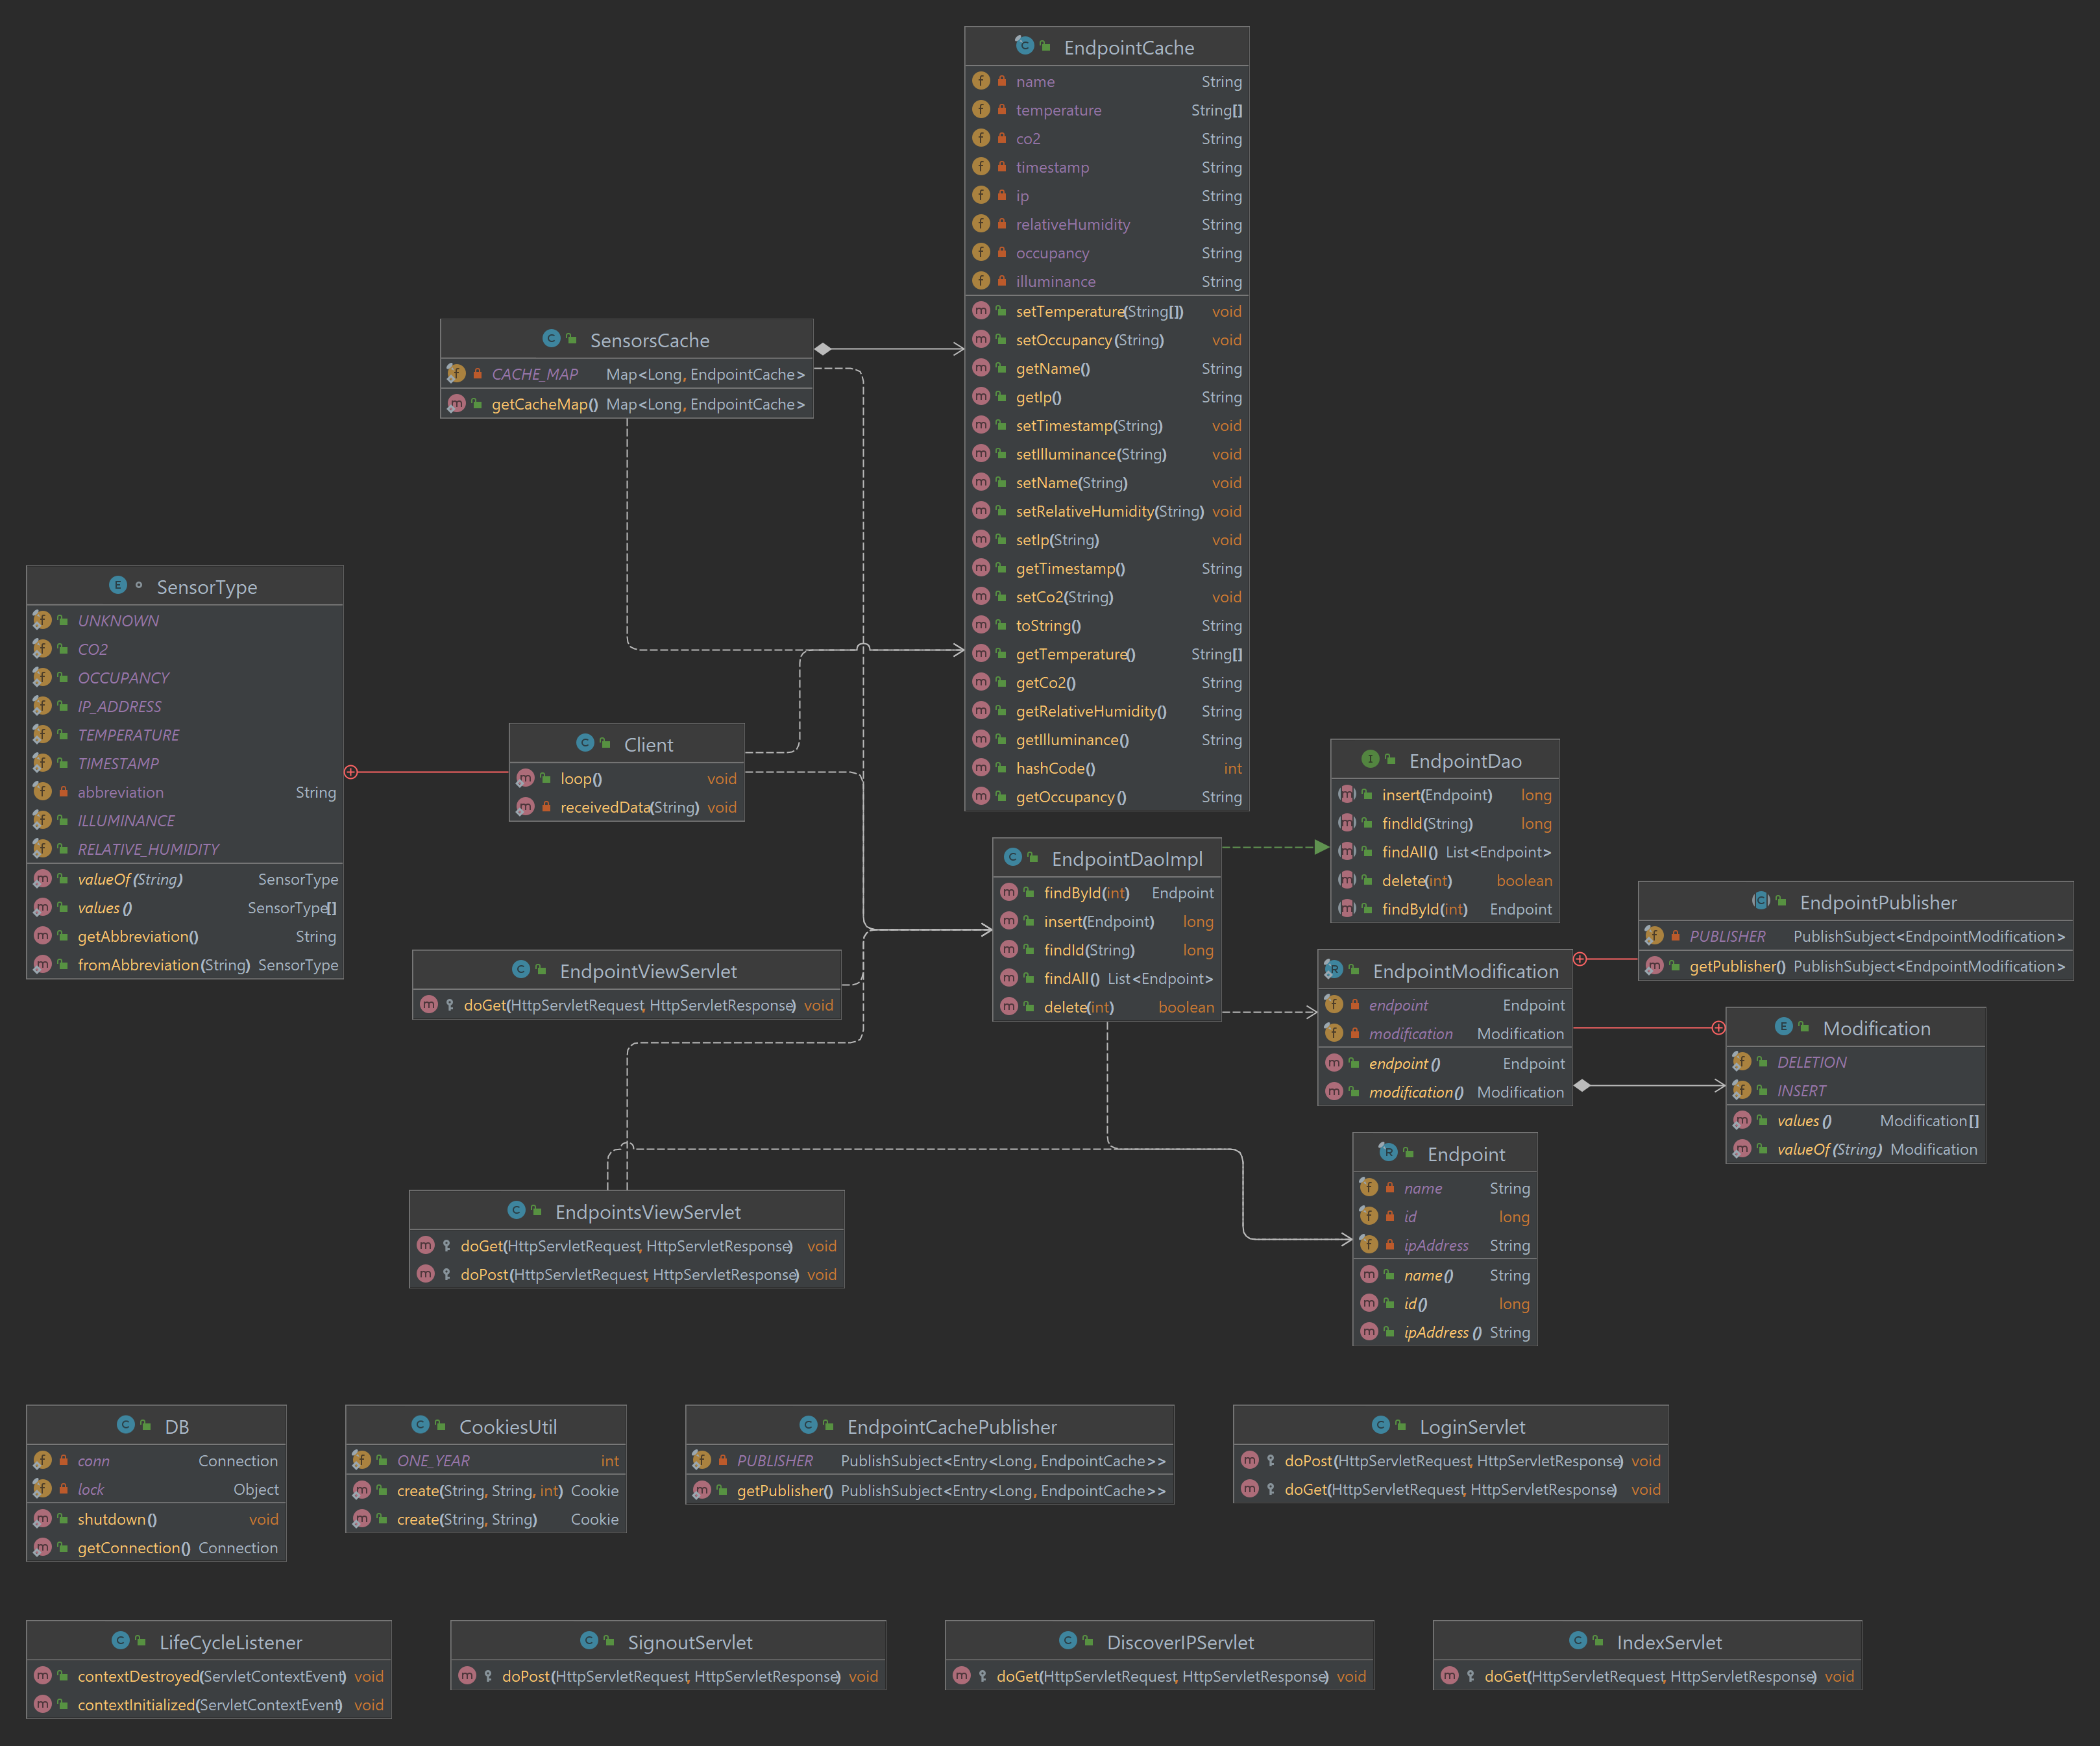 EndpointCache
name String
temperature String[]
co2 String
timestamp String
ip String
relativeHumidity String
occupancy String
illuminance String
setTemperature(String[]) void
setOccupancy(String) void
getName() String
getIp() String
setTimestamp(String) void
setIlluminance(String) void
setName(String) void
setRelativeHumidity(String) void
setIp(String) void
getTimestamp() String
setCo2(String) void
toString() String
getTemperature() String[]
getCo2() String
getRelativeHumidity() String
getIlluminance() String
hashCode() int
getOccupancy() String
SensorsCache
CACHE_MAP Map<Long, EndpointCache>
getCacheMap() Map<Long, EndpointCache>
SensorType
UNKNOWN
CO2
OCCUPANCY
IP_ADDRESS
TEMPERATURE
TIMESTAMP
abbreviation String
ILLUMINANCE
RELATIVE_HUMIDITY
valueOf(String) SensorType
values() SensorType[]
getAbbreviation() String
fromAbbreviation(String) SensorType
Client
loop() void
receivedData(String) void
EndpointDao
insert(Endpoint) long
findId(String) long
findAll() List<Endpoint>
delete(int) boolean
findById(int) Endpoint
EndpointDaoImpl
findById(int) Endpoint
insert(Endpoint) long
findId(String) long
findAll() List<Endpoint>
delete(int) boolean
EndpointPublisher
PUBLISHER PublishSubject<EndpointModification>
getPublisher() PublishSubject<EndpointModification>
EndpointViewServlet
doGet(HttpServletRequest, HttpServletResponse) void
EndpointModification
endpoint Endpoint
modification Modification
endpoint() Endpoint
modification() Modification
Modification
DELETION
INSERT
values() Modification[]
valueOf(String) Modification
Endpoint
name String
id long
ipAddress String
name() String
id() long
ipAddress() String
EndpointsViewServlet
doGet(HttpServletRequest, HttpServletResponse) void
doPost(HttpServletRequest, HttpServletResponse) void
DB
conn Connection
lock Object
shutdown() void
getConnection() Connection
CookiesUtil
ONE_YEAR int
create(String, String, int) Cookie
create(String, String) Cookie
EndpointCachePublisher
PUBLISHER PublishSubject<Entry<Long, EndpointCache>>
getPublisher() PublishSubject<Entry<Long, EndpointCache>>
LoginServlet
doPost(HttpServletRequest, HttpServletResponse) void
doGet(HttpServletRequest, HttpServletResponse) void
LifeCycleListener
contextDestroyed(ServletContextEvent) void
contextInitialized(ServletContextEvent) void
SignoutServlet
doPost(HttpServletRequest, HttpServletResponse) void
DiscoverIPServlet
doGet(HttpServletRequest, HttpServletResponse) void
IndexServlet
doGet(HttpServletRequest, HttpServletResponse) void